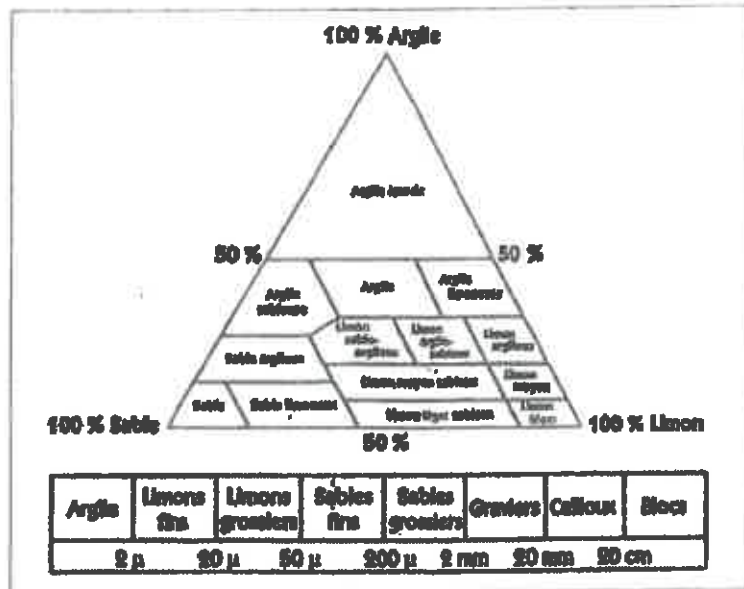 100 % Argile
Argile lourde
50 %
50 %
Argile
sableuse
Argile
Argile
limoneuse
Limon
sablo-
argileux
Limon
argilo-
sableux
Limon
argileux
Sable argileux
Limon moyen sableux
Limon
moyen
Sable
Sable limoneux
Limon léger sableux
Limon
léger
100 % Sable
50 %
100 % Limon
Argile
Limons
fins
Limons
grossiers
Sables
fins
Sables
grossiers
Graviers
Cailloux
Blocs
2 µ
20 µ
50 µ
200 µ
2 mm
20 mm
20 cm